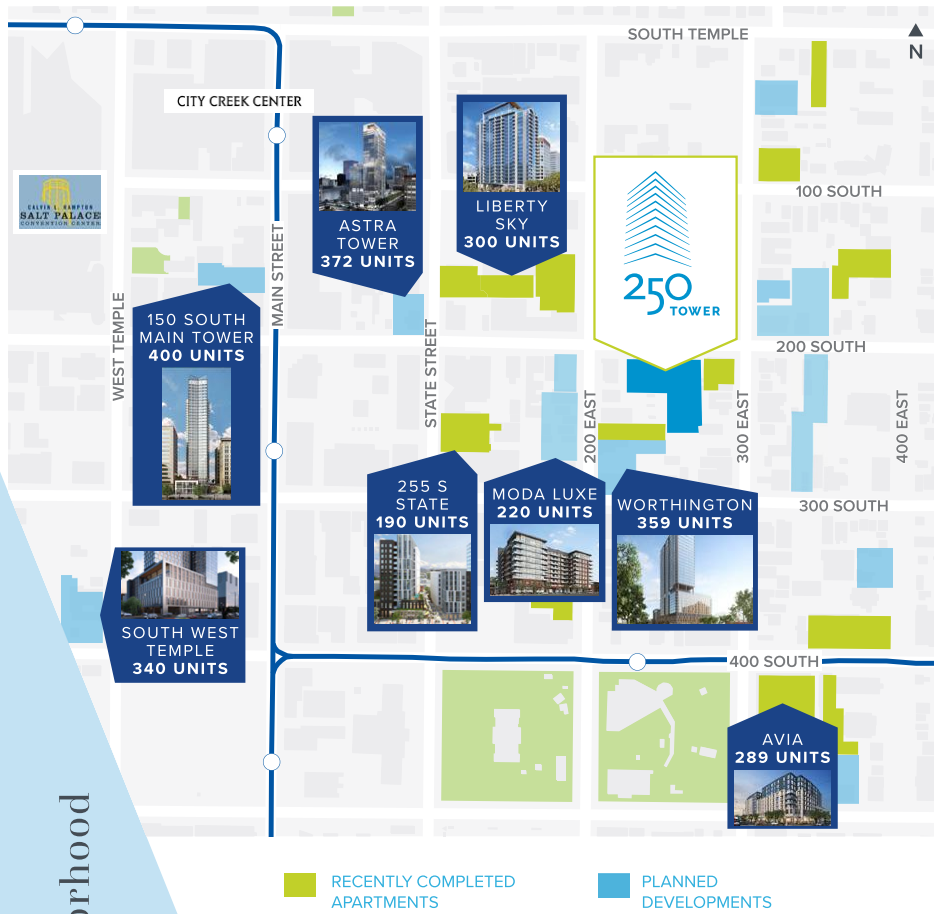 SOUTH TEMPLE
N
CITY CREEK CENTER
CALVIN L. RAMPTON
SALT PALACE
CONVENTION CENTER
ASTRA
TOWER
372 UNITS
LIBERTY
SKY
300 UNITS
250
TOWER
100 SOUTH
MAIN STREET
WEST TEMPLE
150 SOUTH
MAIN TOWER
400 UNITS
STATE STREET
200 SOUTH
200 EAST
300 EAST
400 EAST
255 S
STATE
190 UNITS
MODA LUXE
220 UNITS
WORTHINGTON
359 UNITS
300 SOUTH
SOUTH WEST
TEMPLE
340 UNITS
400 SOUTH
AVIA
289 UNITS
orhood
RECENTLY COMPLETED
APARTMENTS
PLANNED
DEVELOPMENTS